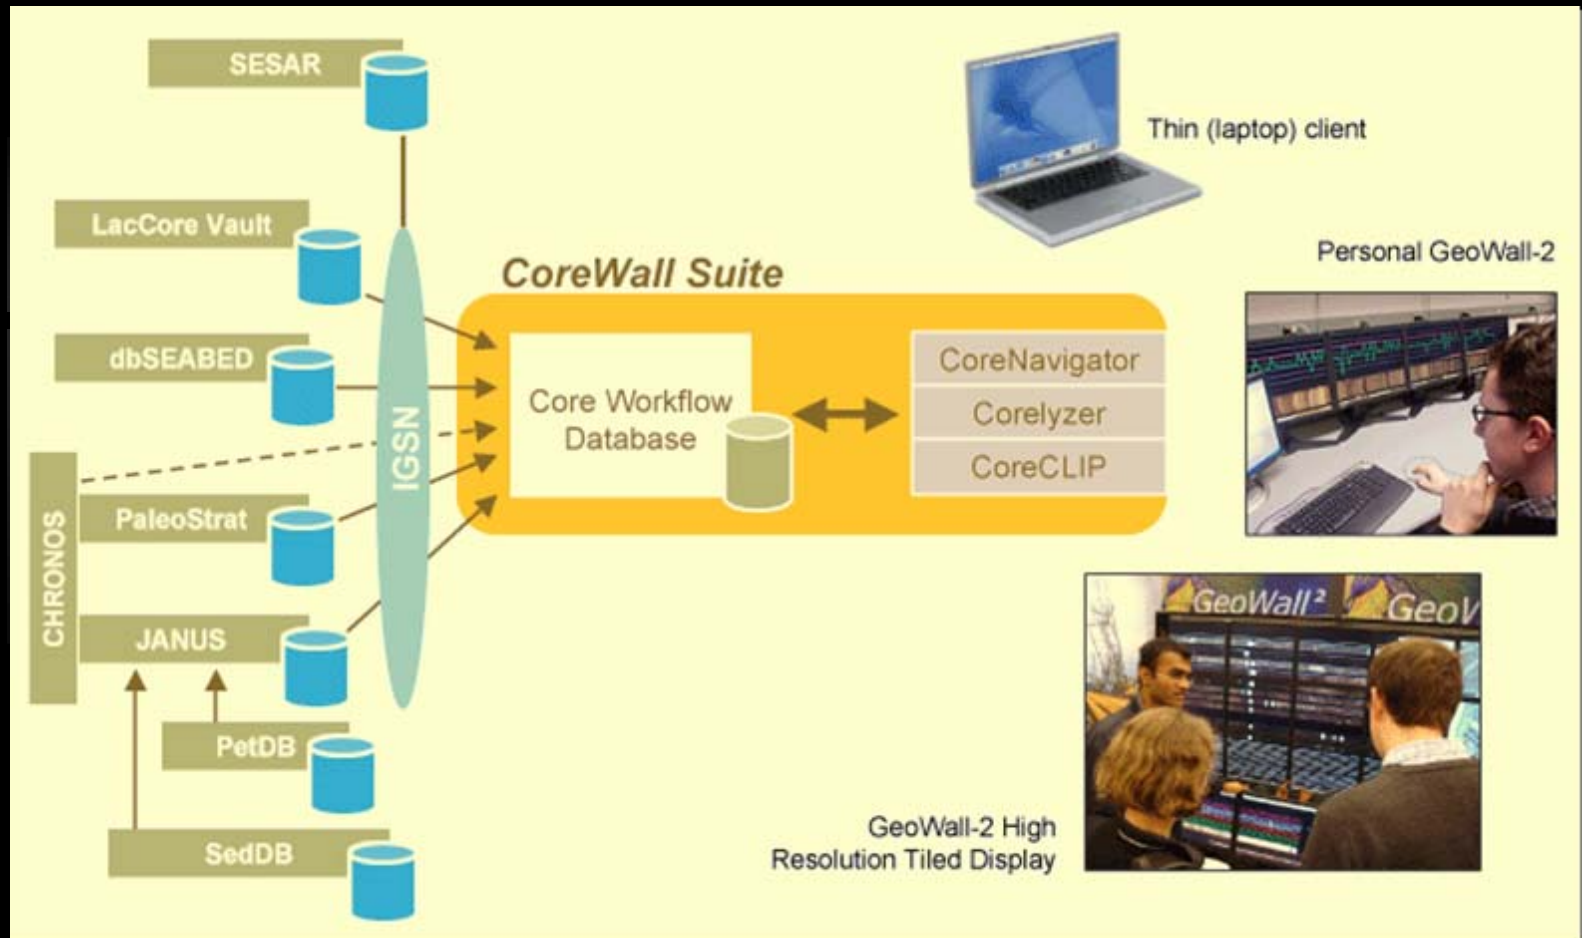 SESAR
Thin (laptop) client
LacCore Vault
Personal GeoWall-2
CoreWall Suite
dbSEABED
IGSN
Core Workflow
Database
CoreNavigator
Corelyzer
CoreCLIP
CHRONOS
PaleoStrat
JANUS
PetDB
SedDB
GeoWall²
GeoW
GeoWall-2 High
Resolution Tiled Display